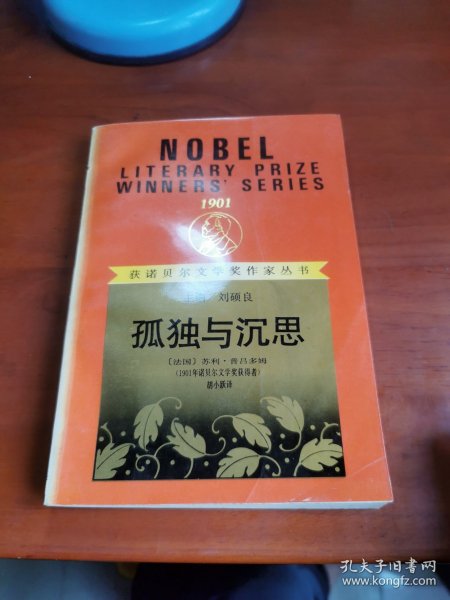 NOBEL
LITERARY PRIZE
WINNERS' SERIES
1901
获诺贝尔文学奖作家丛书
主编 刘硕良
孤独与沉思
〔法国〕苏利·普吕多姆
(1901年诺贝尔文学奖获得者)
胡小跃译
孔夫子旧书网
www.kongfz.com